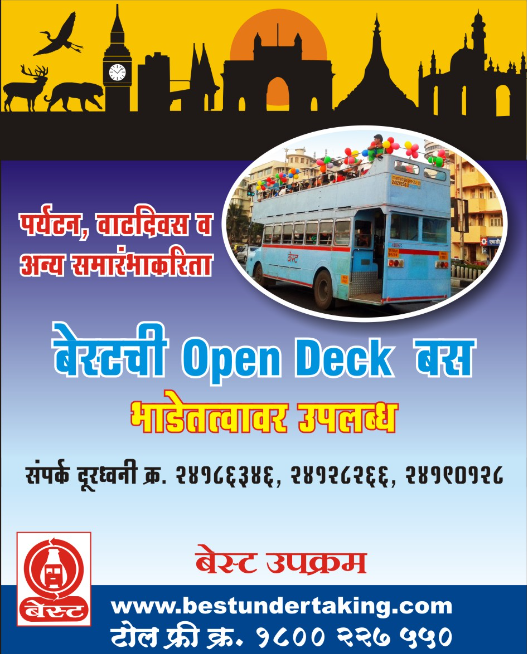 पर्यटन, वाढदिवस व
अन्य समारंभाकरिता
बेस्ट
बेस्टची Open Deck बस
भाडेतत्वावर उपलब्ध
संपर्क दूरध्वनी क्र. २४१८६३४६, २४१२८२६६, २४१९०१२८
बेस्ट उपक्रम
बेस्ट
www.bestundertaking.com
टोल फ्री क्र. १८०० २२७ ५५०